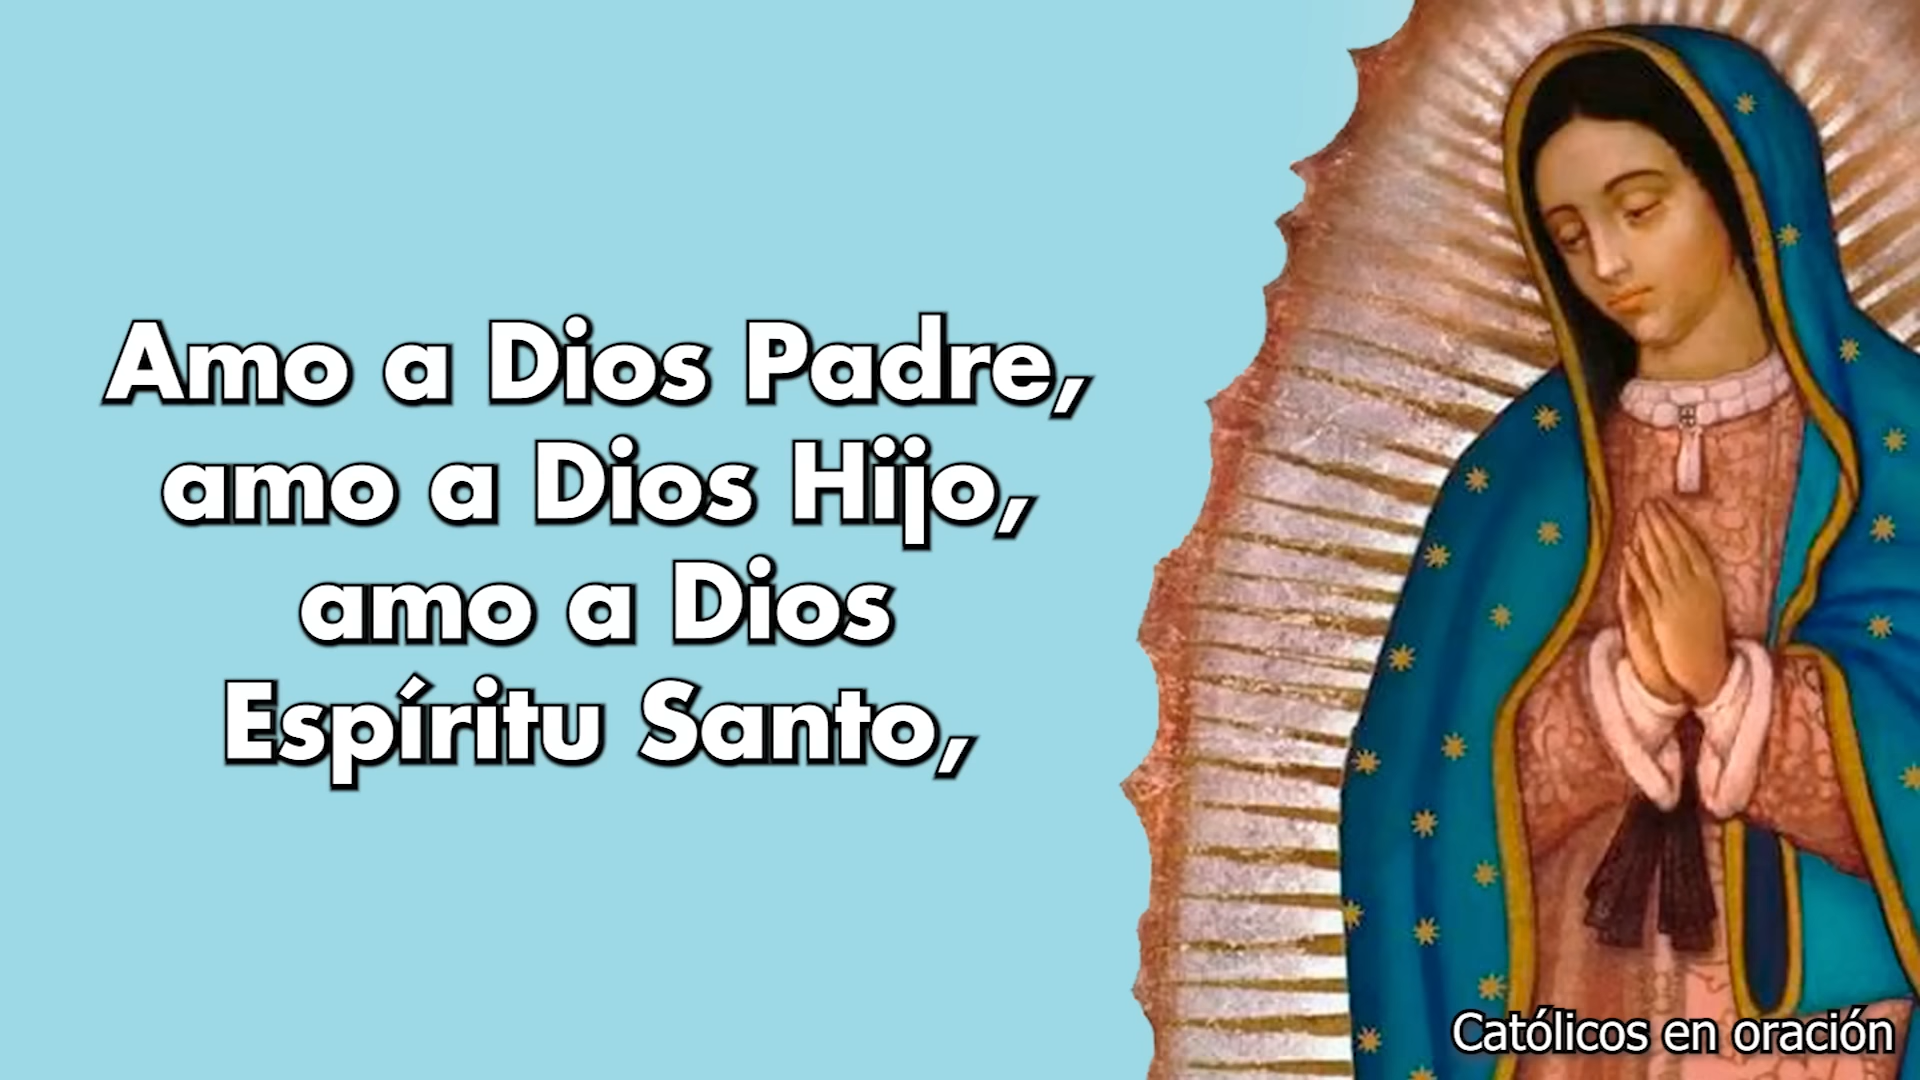 Amo a Dios Padre,
amo a Dios Hijo,
amo a Dios
Espíritu Santo,
Católicos en oración